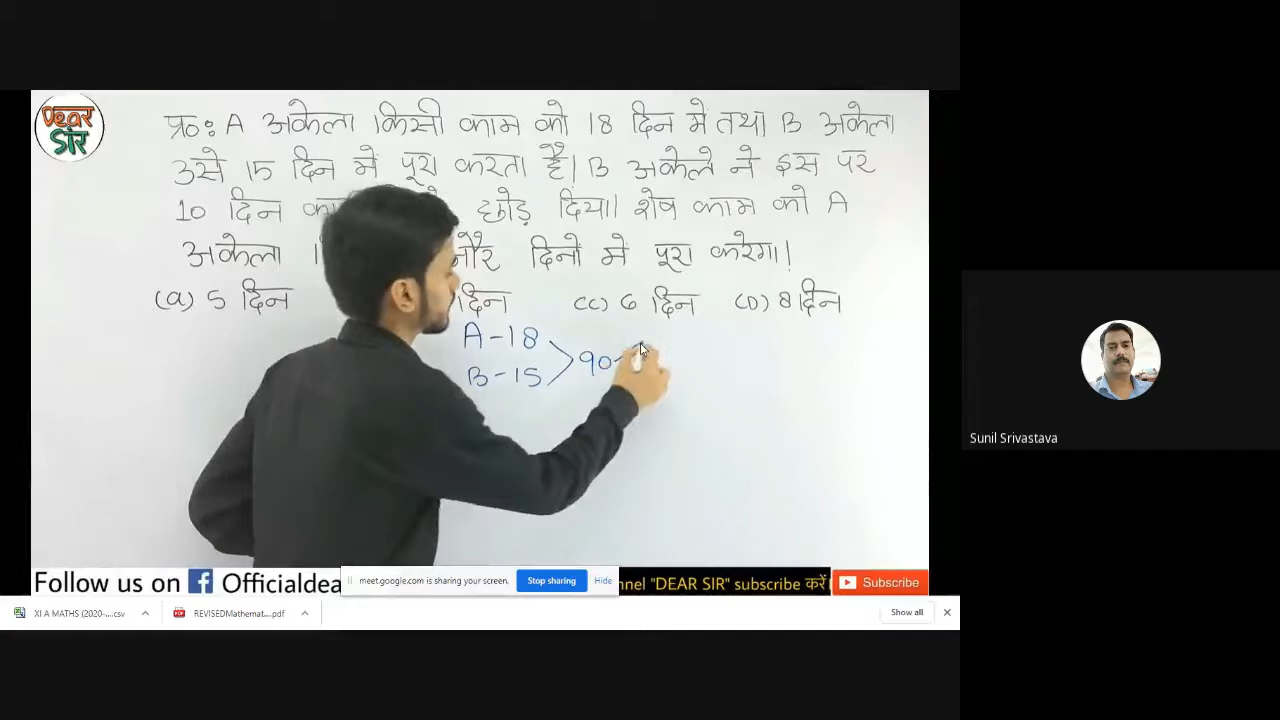 Dear
सर
प्र०: A अकेला किसी काम को 18 दिन में तथा B अकेला
उसे 15 दिन में पूरा करता है। B अकेले ने इस पर
10 दिन छोड़ दिया। शेष काम को A
अकेला दिनों में पूरा करेगा।
(a) 5 दिन दिन (C) 6 दिन (D) 8 दिन
A-18
B-15
90-
Sunil Srivastava
Follow us on f Officialdea
meet.google.com is sharing your screen. Stop sharing Hide
nnel "DEAR SIR" subscribe करें
Subscribe
XI A MATHS (2020-....csv
REVISEDMathemat....pdf
Show all